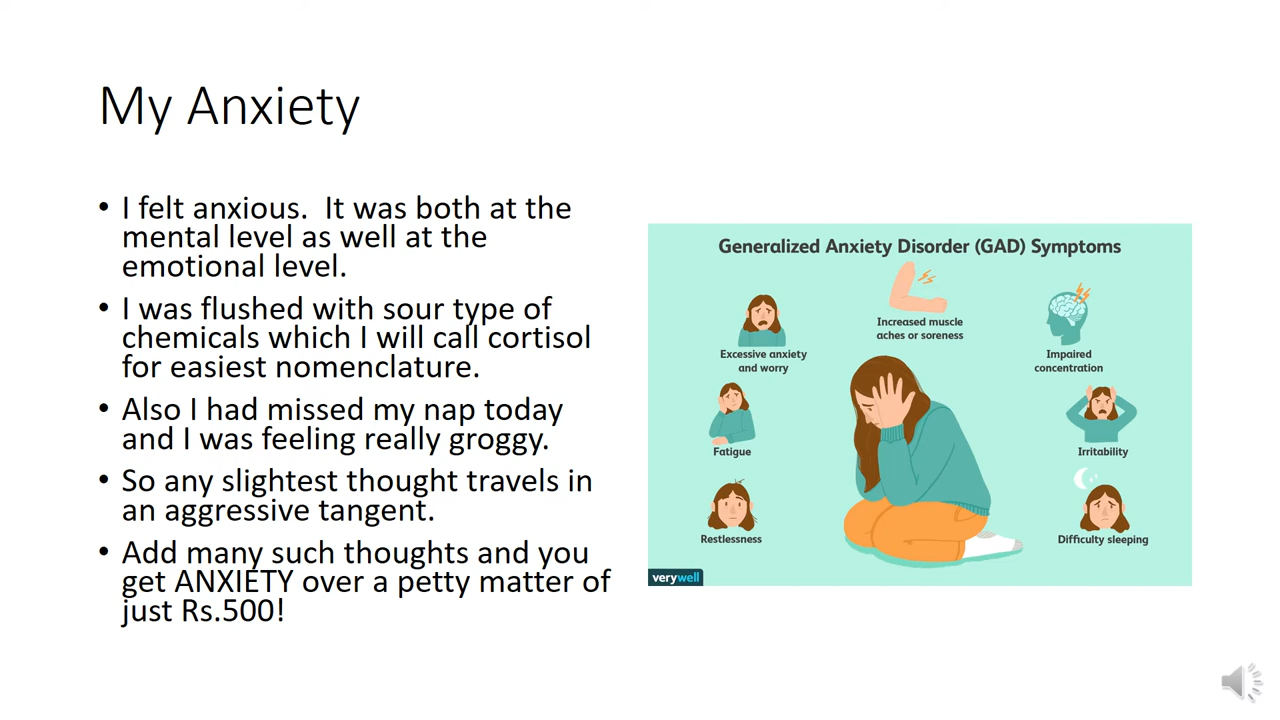 My Anxiety
• I felt anxious.  It was both at the
mental level as well at the
emotional level.
• I was flushed with sour type of
chemicals which I will call cortisol
for easiest nomenclature.
• Also I had missed my nap today
and I was feeling really groggy.
• So any slightest thought travels in
an aggressive tangent.
• Add many such thoughts and you
get ANXIETY over a petty matter of
just Rs.500!
Generalized Anxiety Disorder (GAD) Symptoms
Increased muscle
aches or soreness
Excessive anxiety
and worry
Impaired
concentration
Fatigue
Irritability
Restlessness
Difficulty sleeping
verywell